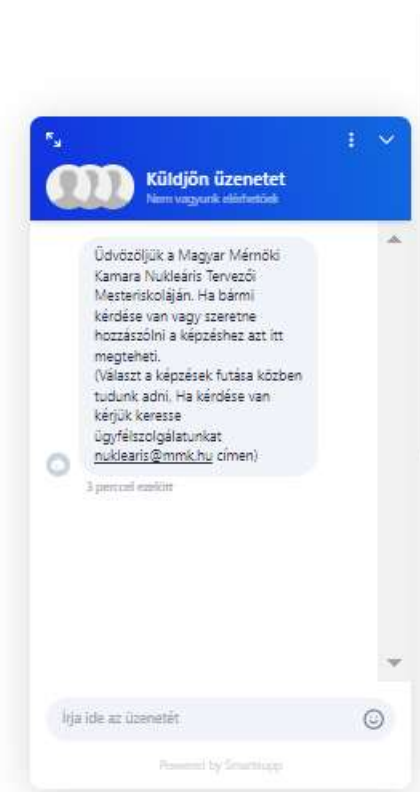 Küldjön üzenetet
Nem vagyunk elérhetőek
Üdvözöljük a Magyar Mérnöki
Kamara Nukleáris Tervezői
Mesteriskoláján. Ha bármi
kérdése van vagy szeretne
hozzászólni a képzéshez azt itt
megteheti.
(Választ a képzések futása közben
tudunk adni. Ha kérdése van
kérjük keresse
ügyfélszolgálatunkat
nuklearis@mmk.hu címen)
3 perccel ezelőtt
Írja ide az üzenetét
Powered by Smartsupp